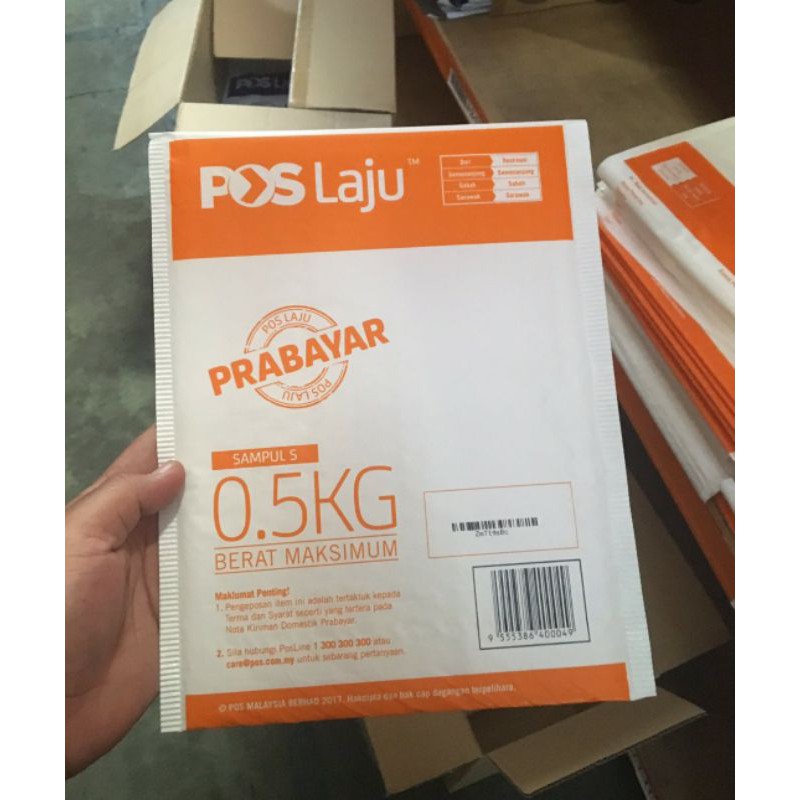 POS Laju™
Dari Destinasi
Semenanjung Semenanjung
Sabah Sabah
Sarawak Sarawak
POS LAJU
PRABAYAR
POS LAJU
SAMPUL S
0.5KG
BERAT MAKSIMUM
Maklumat Penting!
1. Pengeposan item ini adalah tertakluk kepada
Terma dan Syarat seperti yang tertera pada
Nota Kiriman Domestik Prabayar.
2. Sila hubungi PosLine 1 300 300 300 atau
care@pos.com.my untuk sebarang pertanyaan.
9 555386 400049
© POS MALAYSIA BERHAD 2017. Hakcipta dan hak cap dagangan terpelihara.